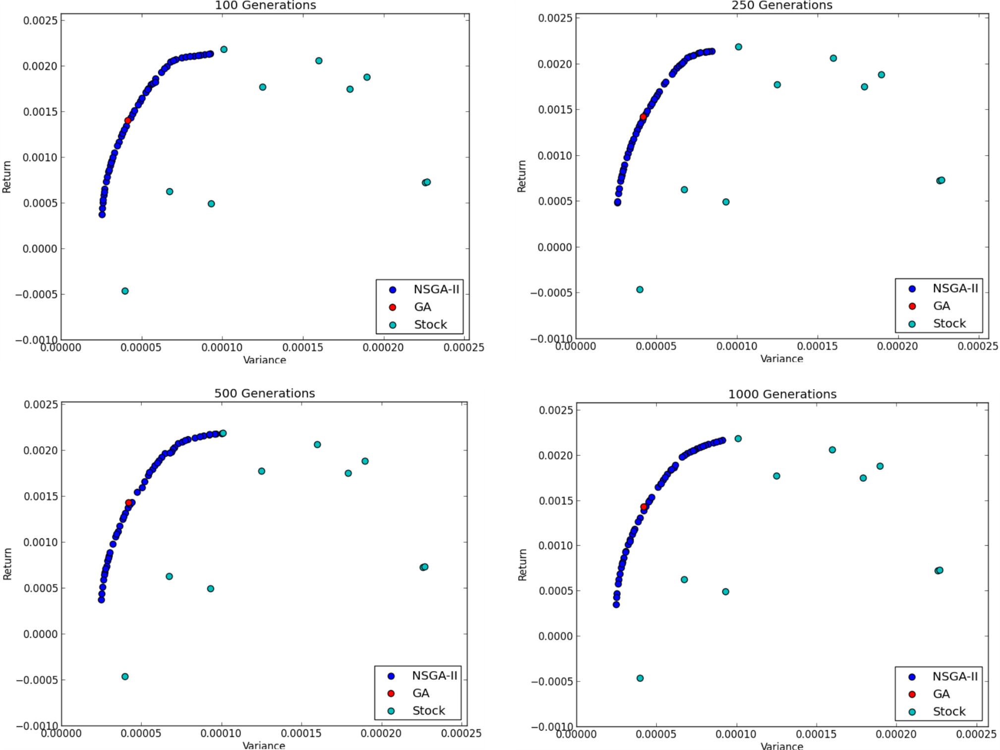 100 Generations
0.0025
0.0020
0.0015
0.0010
0.0005
0.0000
−0.0005
−0.0010
Return
0.00000 0.00005 0.00010 0.00015 0.00020 0.00025
Variance
NSGA-II
GA
Stock
250 Generations
0.0025
0.0020
0.0015
0.0010
0.0005
0.0000
−0.0005
−0.0010
Return
0.00000 0.00005 0.00010 0.00015 0.00020 0.00025
Variance
NSGA-II
GA
Stock
500 Generations
0.0025
0.0020
0.0015
0.0010
0.0005
0.0000
−0.0005
−0.0010
Return
0.00000 0.00005 0.00010 0.00015 0.00020 0.00025
Variance
NSGA-II
GA
Stock
1000 Generations
0.0025
0.0020
0.0015
0.0010
0.0005
0.0000
−0.0005
−0.0010
Return
0.00000 0.00005 0.00010 0.00015 0.00020 0.00025
Variance
NSGA-II
GA
Stock